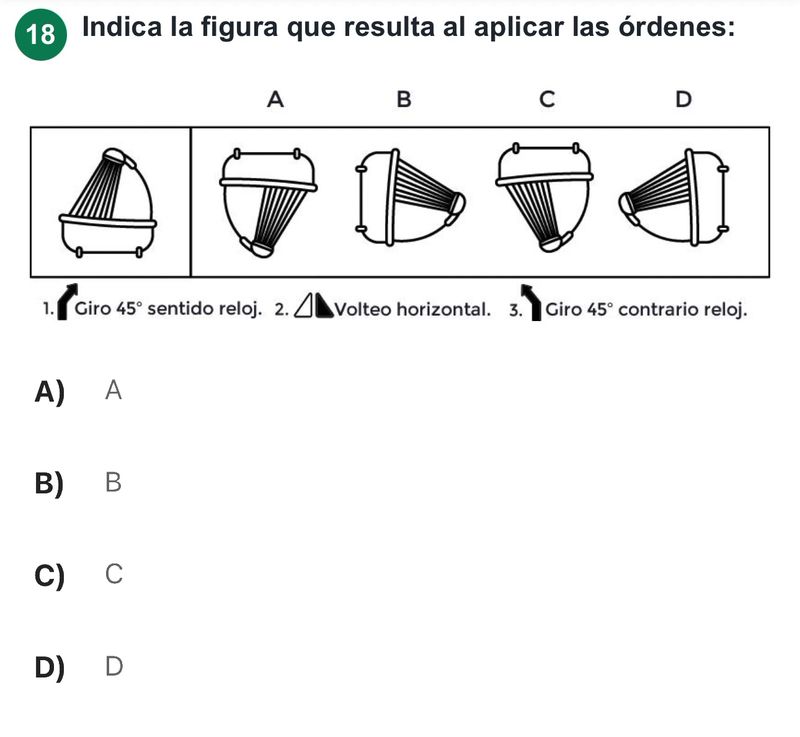 18 Indica la figura que resulta al aplicar las órdenes:
A B C D
1. Giro 45° sentido reloj. 2. Volteo horizontal. 3. Giro 45° contrario reloj.
A) A
B) B
C) C
D) D